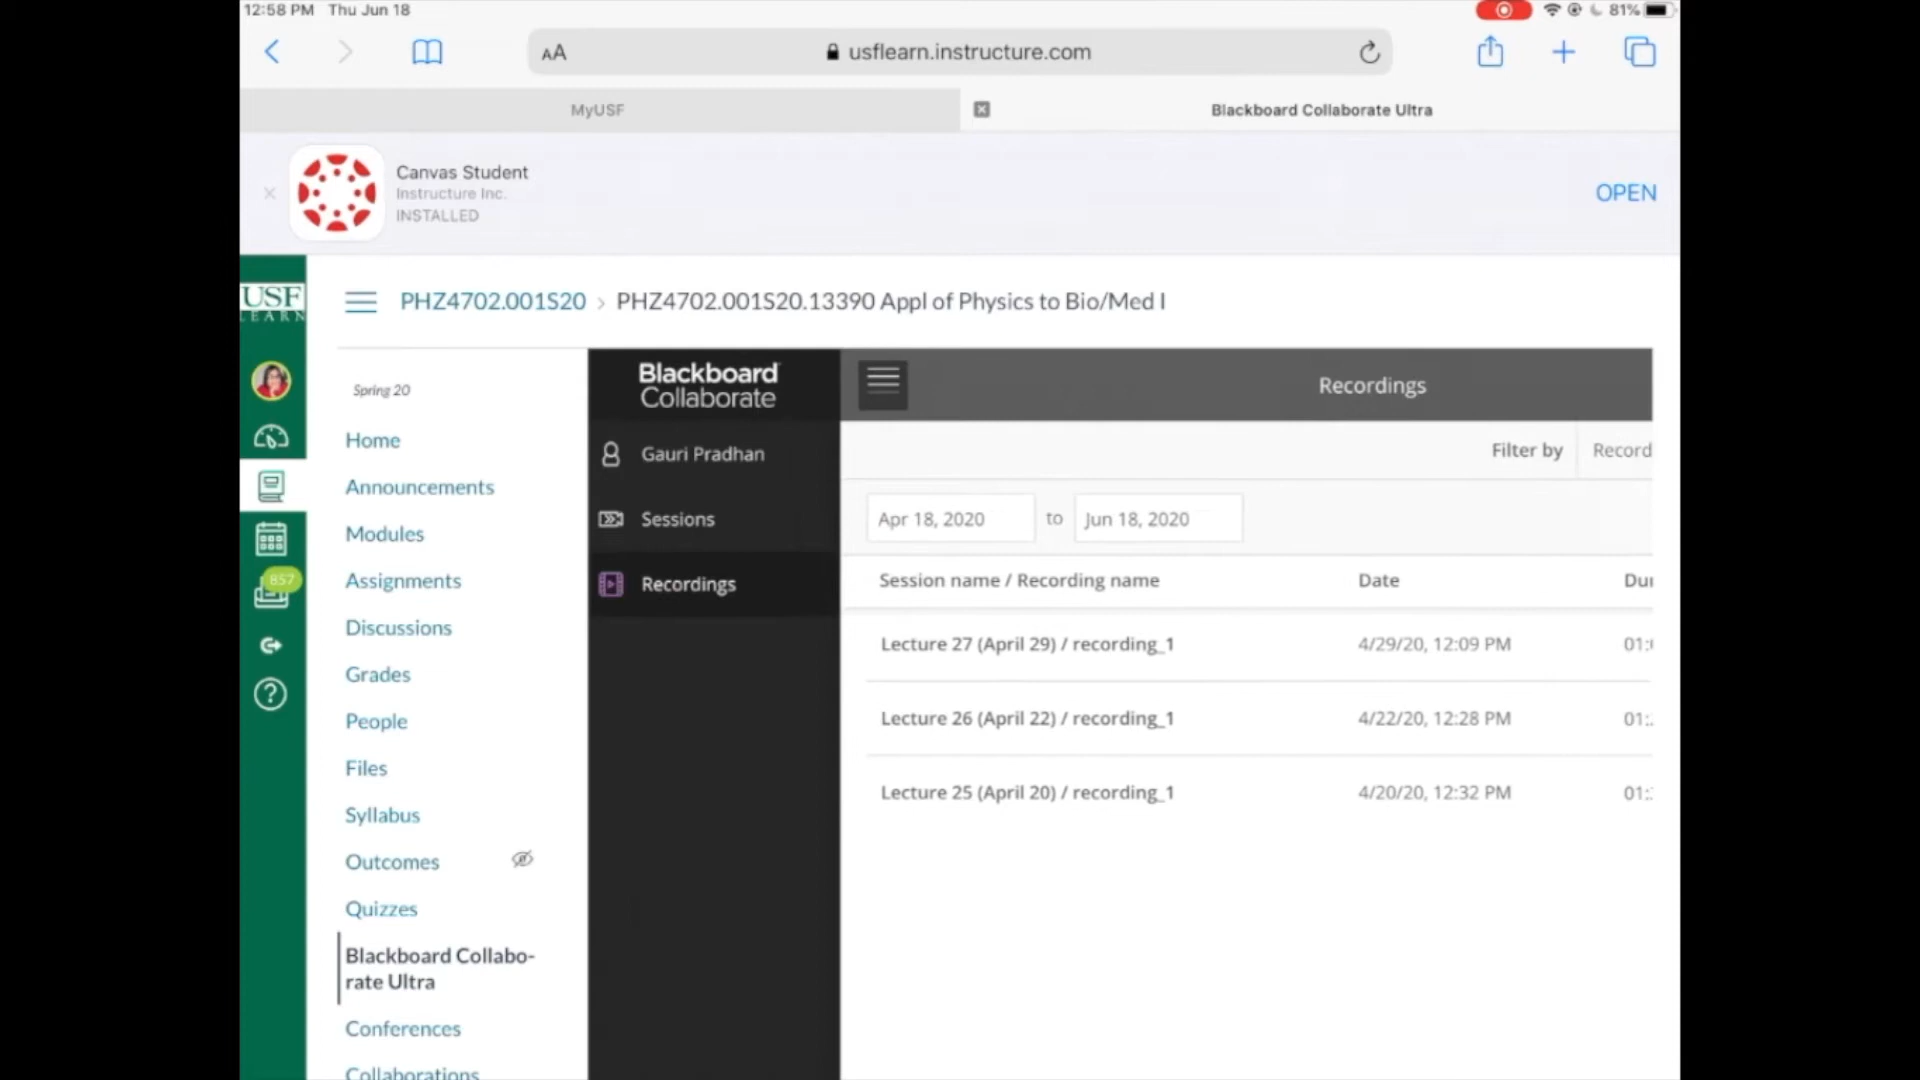 12:58 PM Thu Jun 18
81%
AA usflearn.instructure.com
MyUSF
Blackboard Collaborate Ultra
Canvas Student
Instructure Inc.
INSTALLED
OPEN
USF
LEARN
PHZ4702.001S20 › PHZ4702.001S20.13390 Appl of Physics to Bio/Med I
Spring 20
Home
Announcements
Modules
Assignments
857
Discussions
Grades
People
Files
Syllabus
Outcomes
Quizzes
Blackboard Collabo-
rate Ultra
Conferences
Collaborations
Blackboard
Collaborate
Gauri Pradhan
Sessions
Recordings
Recordings
Filter by Record
Apr 18, 2020 to Jun 18, 2020
Session name / Recording name Date
Lecture 27 (April 29) / recording_1 4/29/20, 12:09 PM
Lecture 26 (April 22) / recording_1 4/22/20, 12:28 PM 01:
Lecture 25 (April 20) / recording_1 4/20/20, 12:32 PM 01: